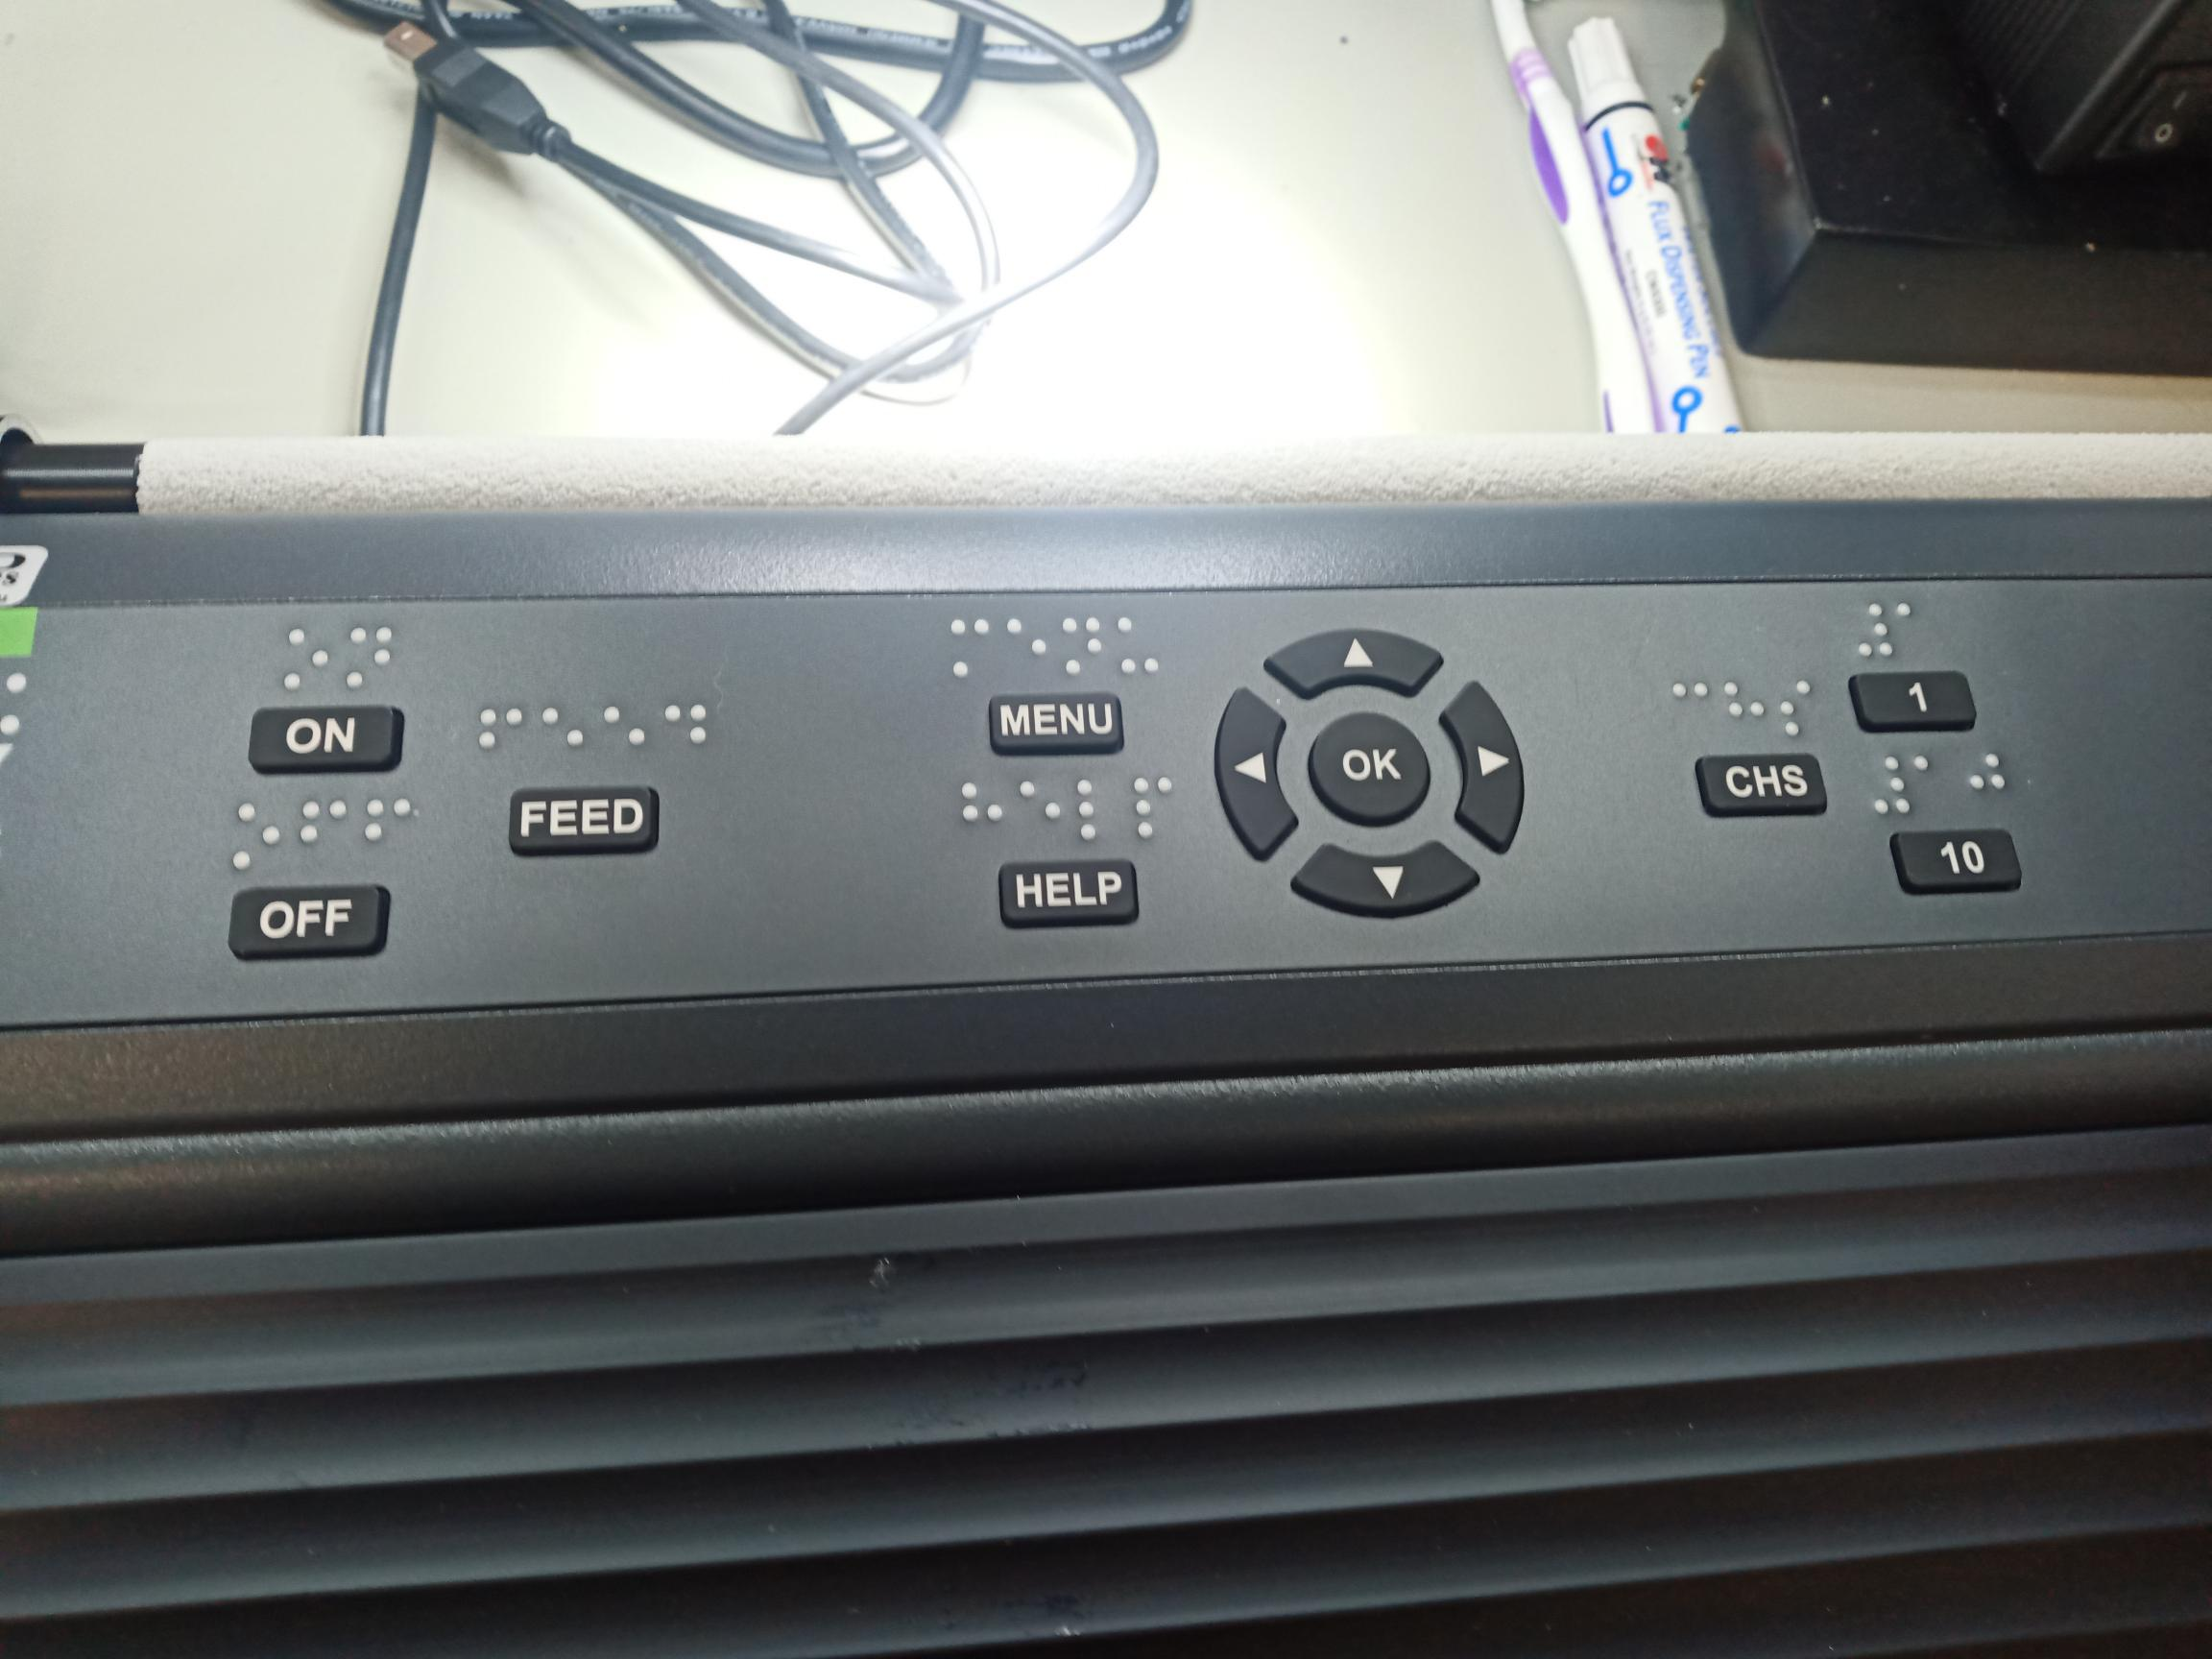 FLUX DISPENSING PEN
⠕⠝
ON
⠋⠑⠑⠙
FEED
⠕⠋⠋
OFF
⠍⠑⠝⠥
MENU
⠓⠑⠇⠏
HELP
OK
⠉⠓⠎
CHS
1
10